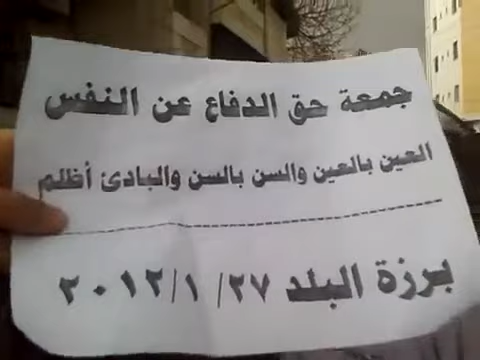 جمعة حق الدفاع عن النفس
العين بالعين والسن بالسن والبادئ أظلم
برزة البلد ٢٠١٢/١/٢٧